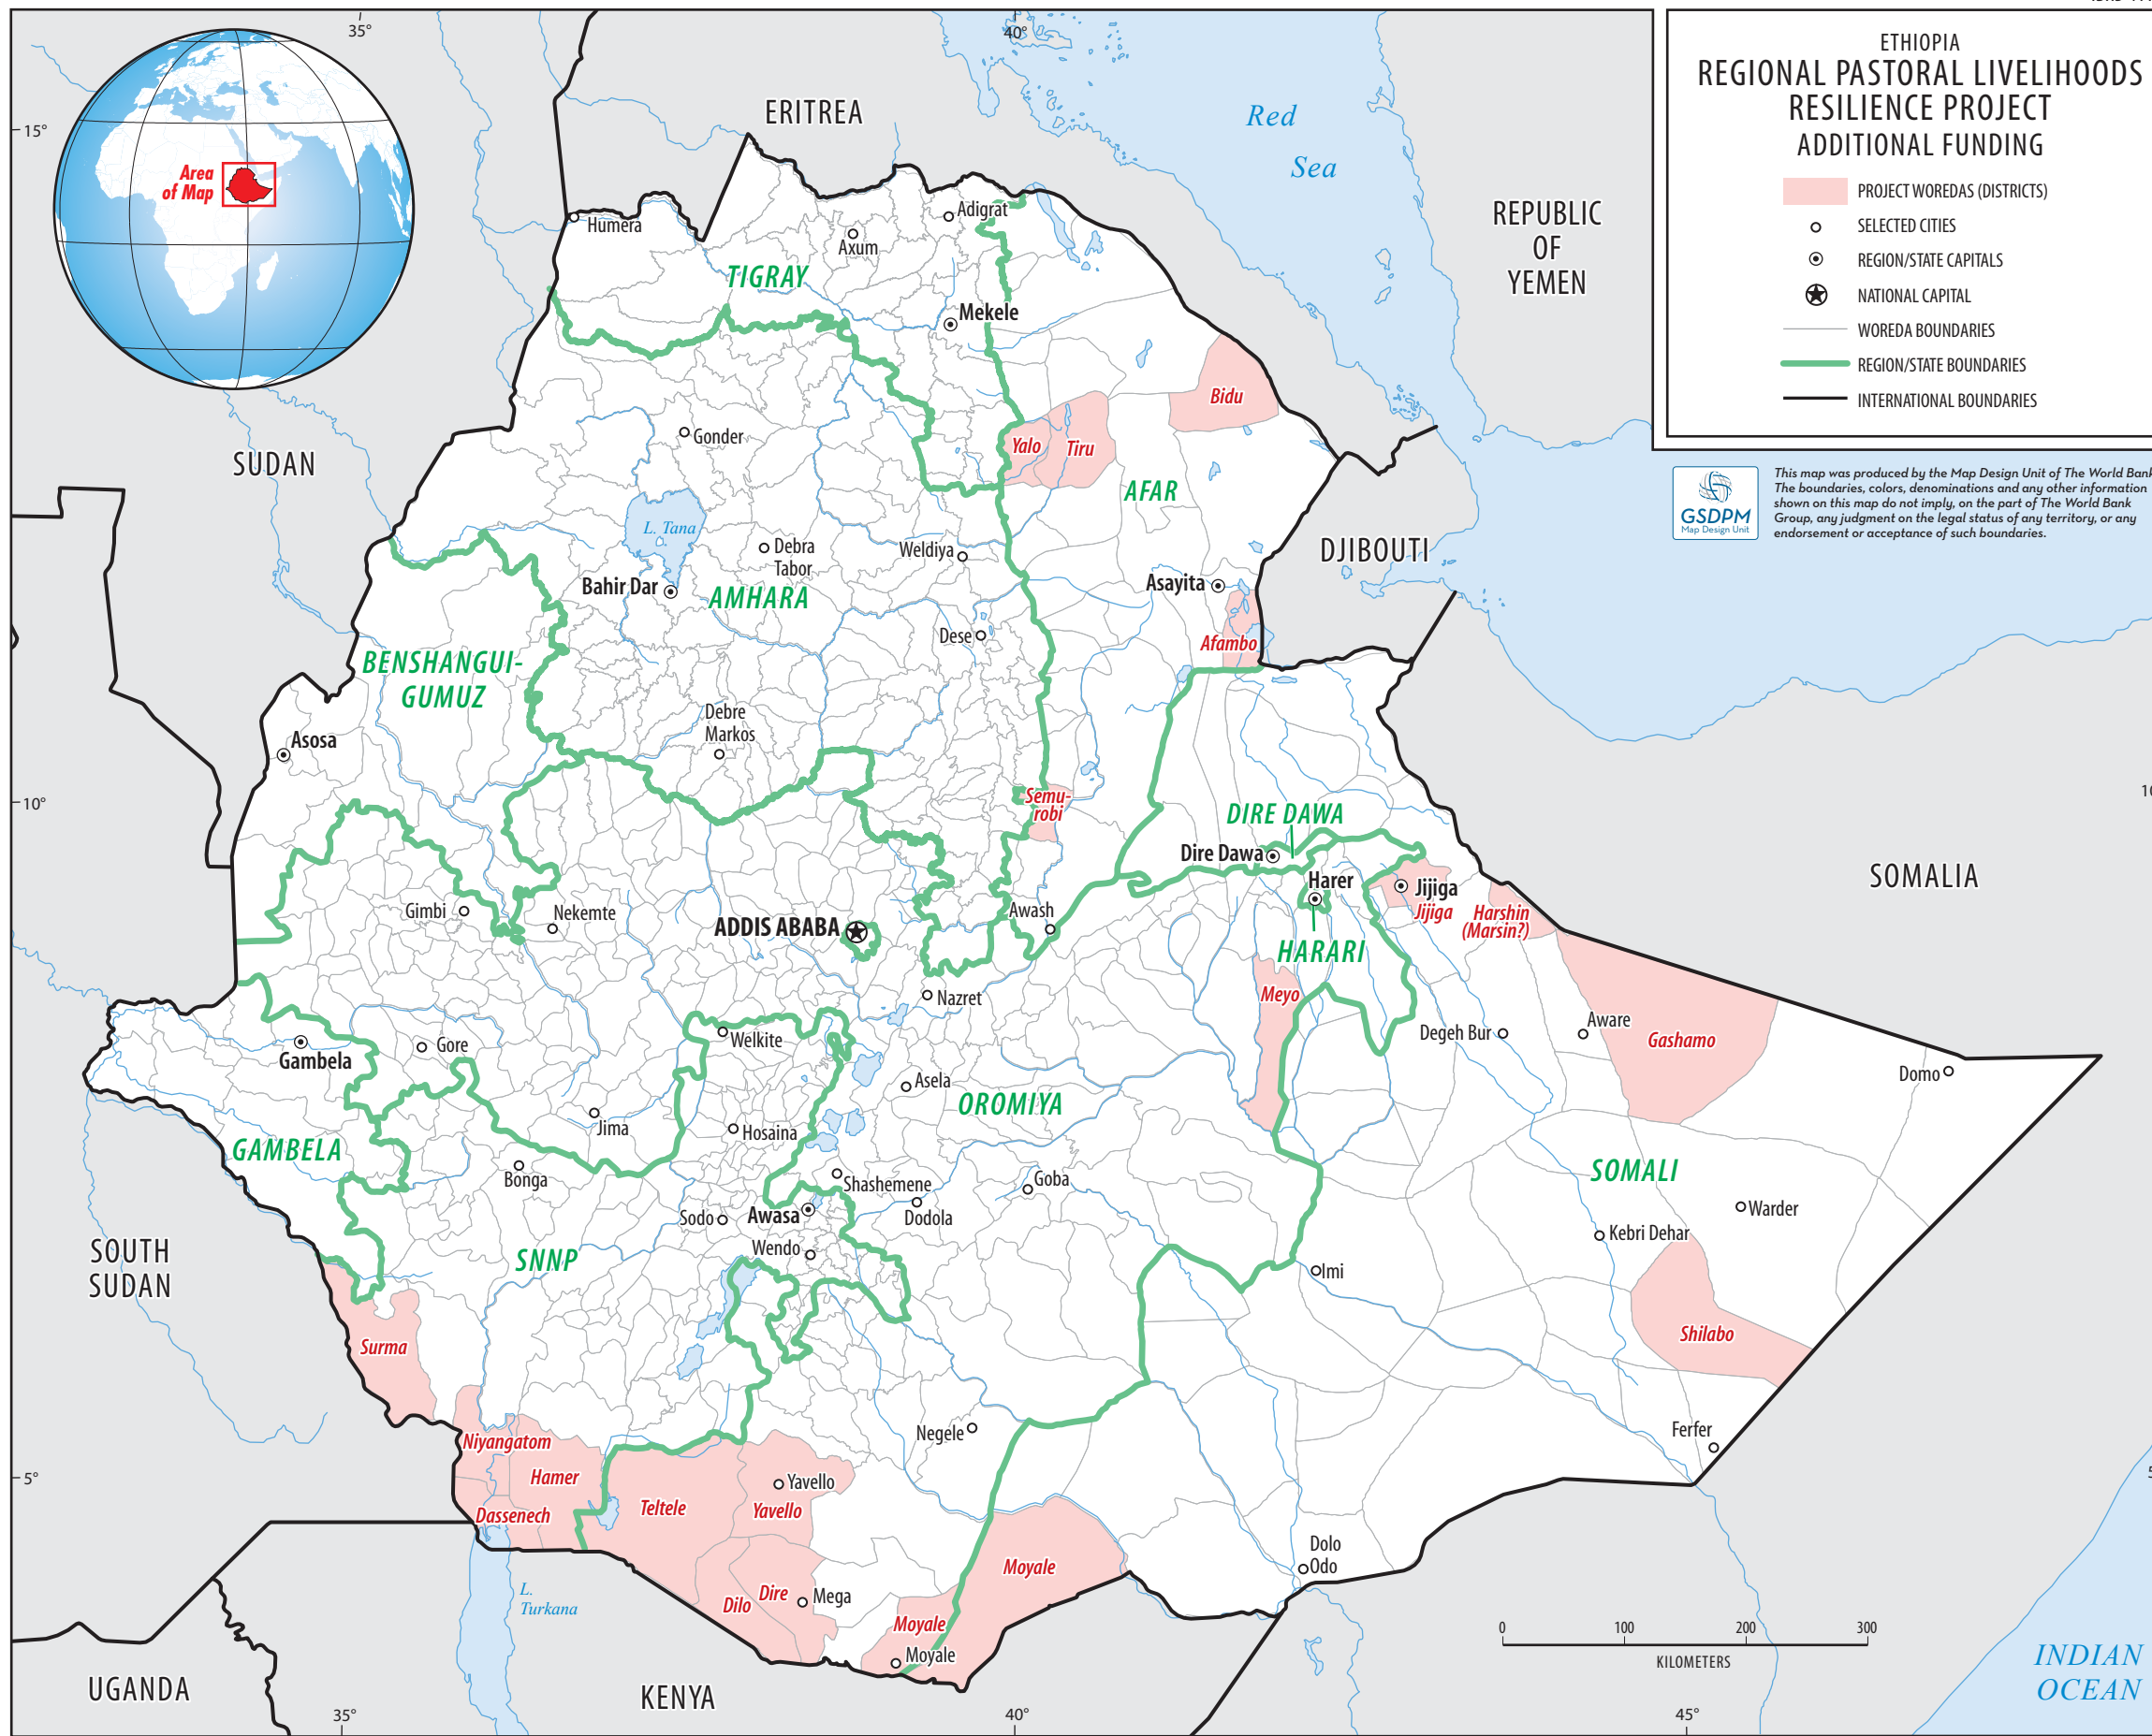 35°
40°
15°
Area
of Map
ERITREA
Red
Sea
REPUBLIC
OF
YEMEN
ETHIOPIA
REGIONAL PASTORAL LIVELIHOODS
RESILIENCE PROJECT
ADDITIONAL FUNDING
PROJECT WOREDAS (DISTRICTS)
SELECTED CITIES
REGION/STATE CAPITALS
NATIONAL CAPITAL
WOREDA BOUNDARIES
REGION/STATE BOUNDARIES
INTERNATIONAL BOUNDARIES
GSDPM
Map Design Unit
This map was produced by the Map Design Unit of The World Bank
The boundaries, colors, denominations and any other information
shown on this map do not imply, on the part of The World Bank
Group, any judgment on the legal status of any territory, or any
endorsement or acceptance of such boundaries.
Humera
Axum
Adigrat
TIGRAY
Mekele
Bidu
Yalo
Tiru
AFAR
SUDAN
Gonder
L. Tana
Debra
Tabor
Weldiya
DJIBOUTI
Bahir Dar
AMHARA
Asayita
Dese
Afambo
BENSHANGUI-
GUMUZ
Debre
Markos
Asosa
10°
Semu-
robi
DIRE DAWA
Dire Dawa
SOMALIA
Harer
Jijiga
Jijiga
Harshin
(Marsin?)
Gimbi
Nekemte
ADDIS ABABA
Awash
HARARI
Meyo
Nazret
Degeh Bur
Aware
Gashamo
Gambela
Gore
Welkite
Domo
Asela
OROMIYA
Jima
Hosaina
GAMBELA
Bonga
Shashemene
Goba
SOMALI
Sodo
Awasa
Dodola
Warder
Wendo
Kebri Dehar
SOUTH
SUDAN
SNNP
Imi
Surma
Shilabo
Negele
Ferfer
Niyangatom
5°
Hamer
Yavello
Teltele
Yavello
Dassenech
Dolo
Odo
Moyale
L.
Turkana
Dilo
Dire
Mega
Moyale
Moyale
0
100
200
300
KILOMETERS
INDIAN
OCEAN
UGANDA
KENYA
35°
40°
45°